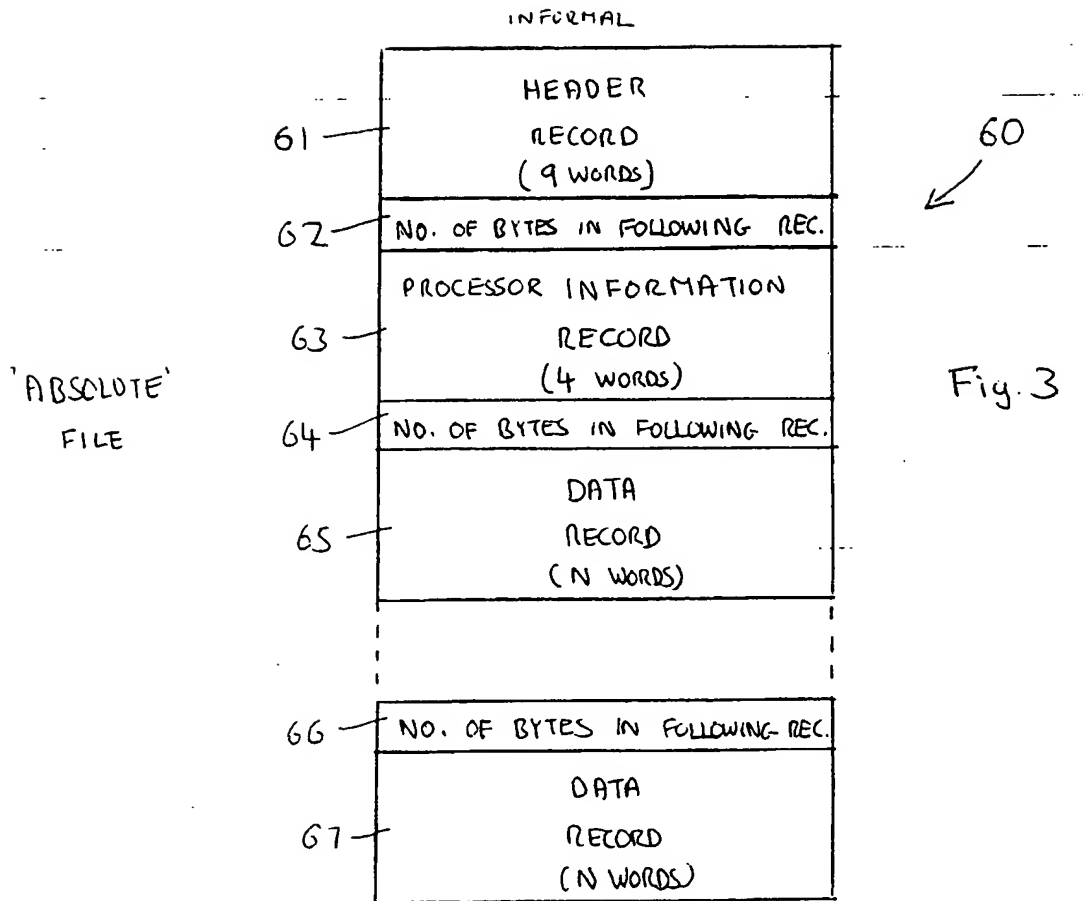 INFORMAL
HEADER
RECORD
(9 WORDS)
61
60
62
NO. OF BYTES IN FOLLOWING REC.
PROCESSOR INFORMATION
RECORD
(4 WORDS)
63
'ABSOLUTE'
FILE
Fig. 3
64
NO. OF BYTES IN FOLLOWING REC.
DATA
RECORD
(N WORDS)
65
66
NO. OF BYTES IN FOLLOWING REC.
DATA
RECORD
(N WORDS)
67